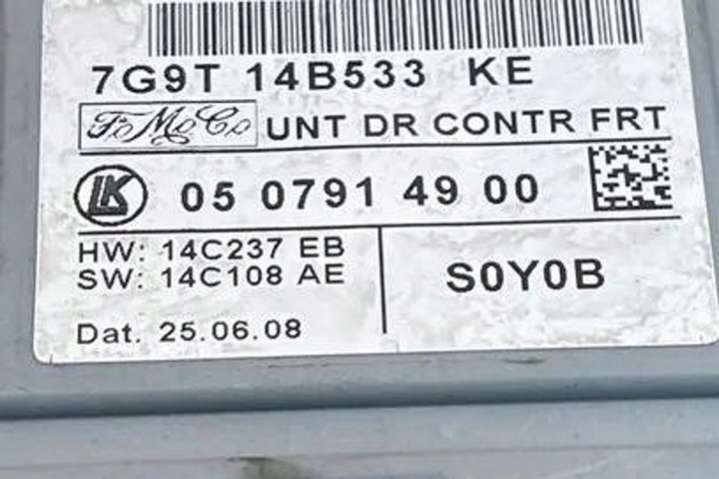 7G9T 14B533 KE
FoMoCo UNT DR CONTR FRT
LK 05 0791 49 00
HW: 14C237 EB
SW: 14C108 AE
S0Y0B
Dat. 25.06.08